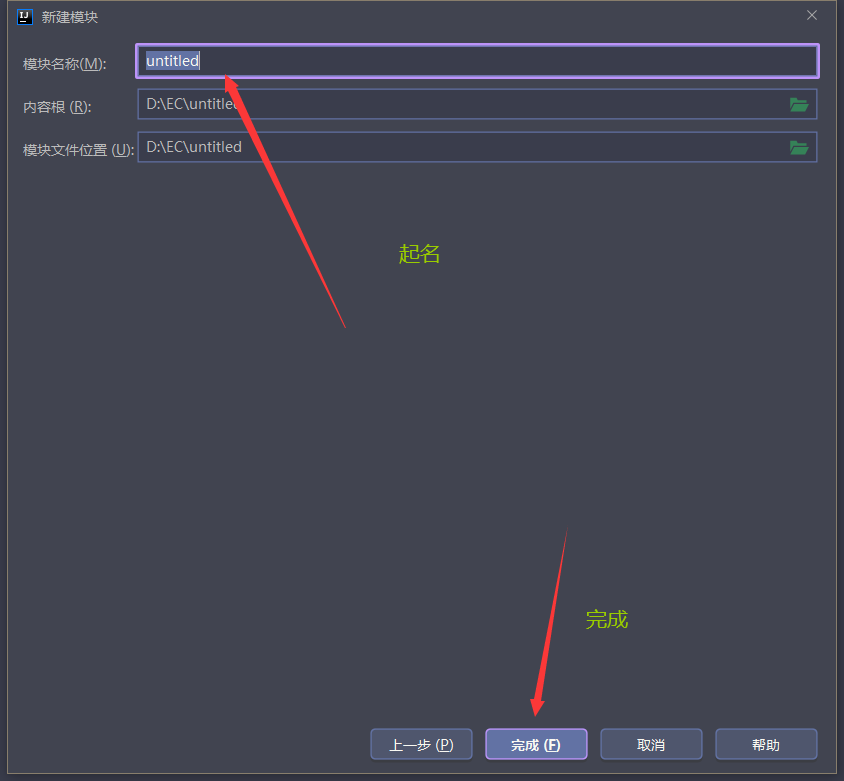 新建模块
模块名称(M): untitled
内容根 (R): D:\EC\untitled
模块文件位置 (U): D:\EC\untitled
起名
完成
上一步 (P) 完成 (F) 取消 帮助